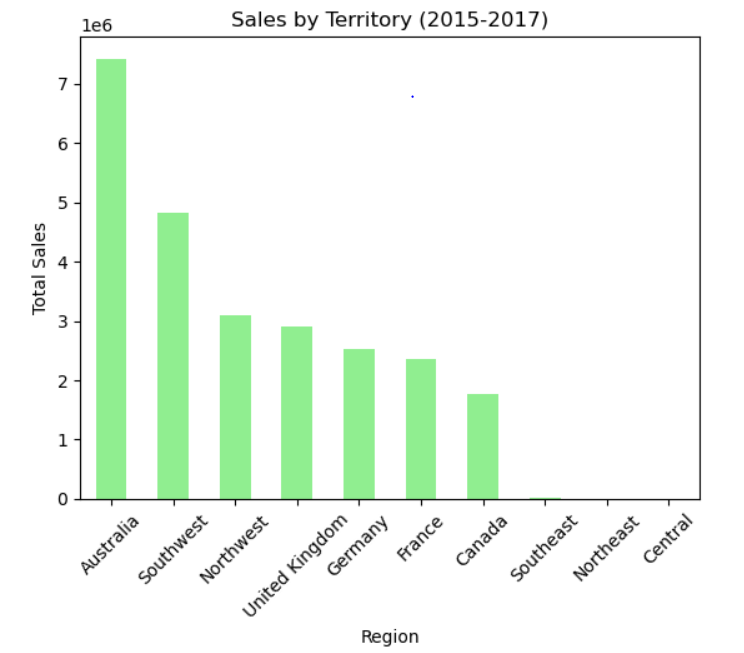 Sales by Territory (2015-2017)
1e6
7
6
5
4
3
2
1
0
Total Sales
Australia
Southwest
Northwest
United Kingdom
Germany
France
Canada
Southeast
Northeast
Central
Region